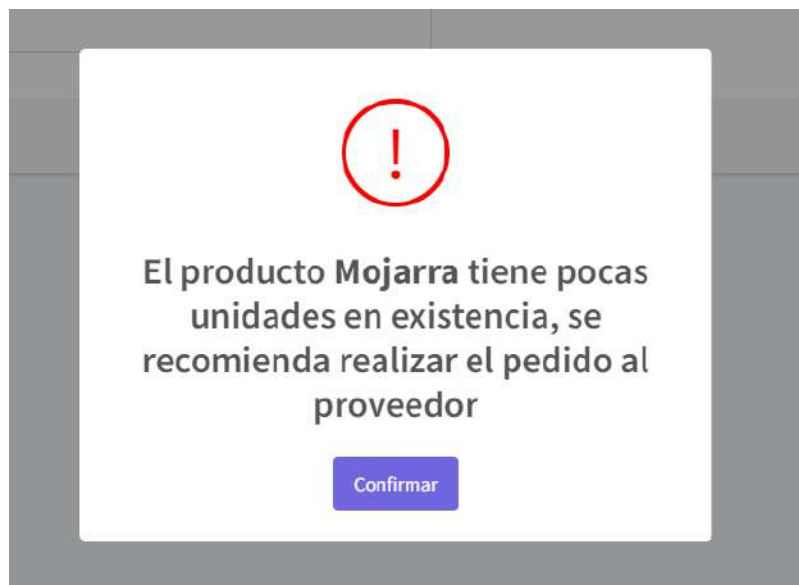 !
El producto Mojarra tiene pocas
unidades en existencia, se
recomienda realizar el pedido al
proveedor
Confirmar